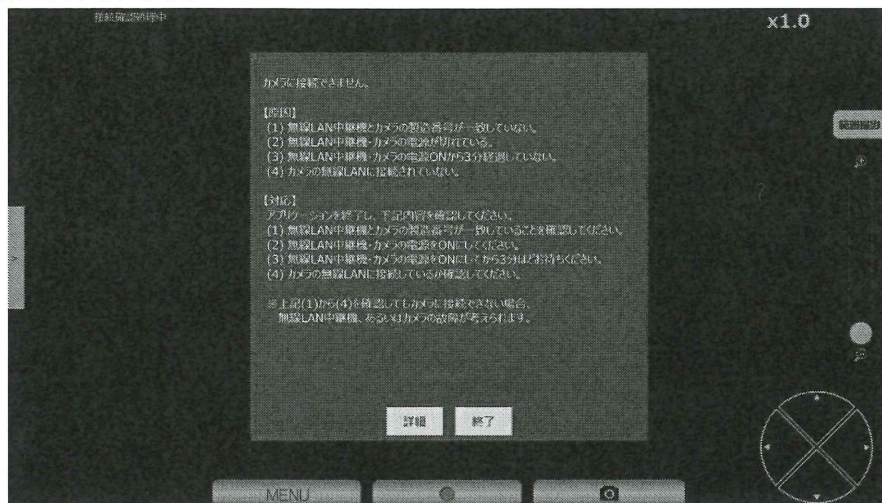 接続確認処理中
x1.0
カメラに接続できません。
【原因】
(1) 無線LAN中継機とカメラの製造番号が一致していない。
(2) 無線LAN中継機・カメラの電源が切れている。
(3) 無線LAN中継機・カメラの電源ONから3分経過していない。
(4) カメラの無線LANに接続されていない。
【対応】
アプリケーションを終了し、下記内容を確認してください。
(1) 無線LAN中継機とカメラの製造番号が一致していることを確認してください。
(2) 無線LAN中継機・カメラの電源をONにしてください。
(3) 無線LAN中継機・カメラの電源をONにしてから3分ほどお待ちください。
(4) カメラの無線LANに接続しているか確認してください。
※上記(1)から(4)を確認してもカメラに接続できない場合、
無線LAN中継機、あるいはカメラの故障が考えられます。
詳細
終了
MENU